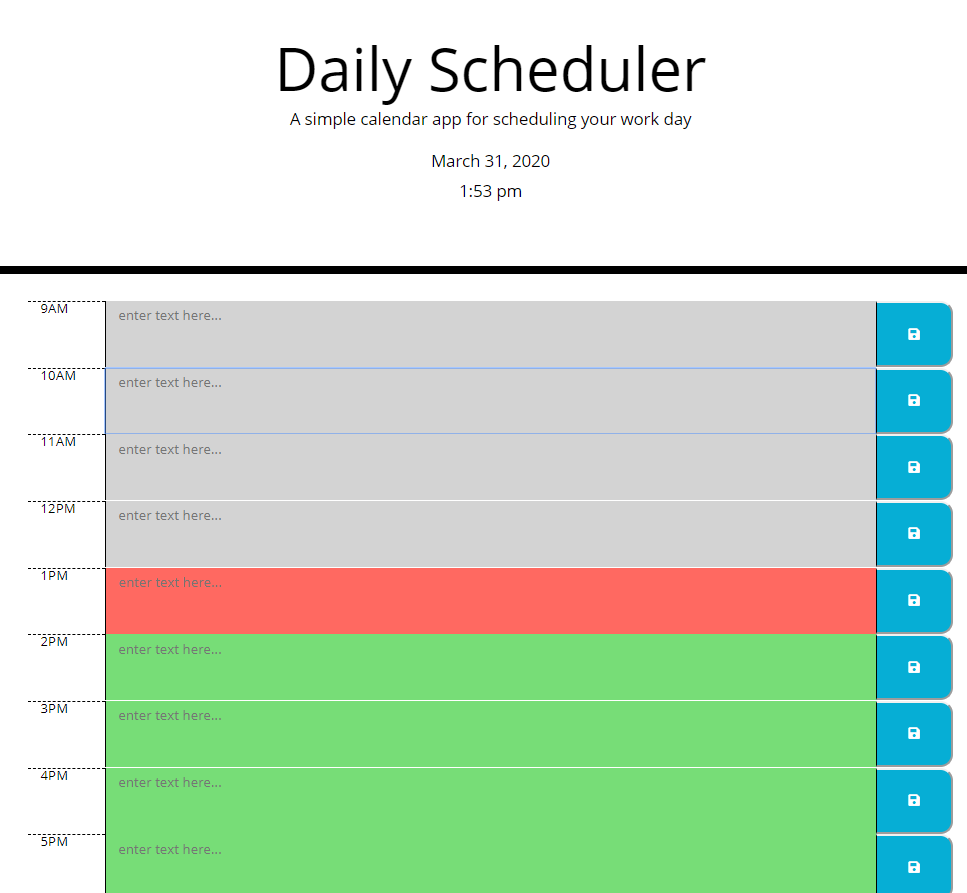 Daily Scheduler
A simple calendar app for scheduling your work day
March 31, 2020
1:53 pm
9AM
enter text here...
10AM
enter text here...
11AM
enter text here...
12PM
enter text here...
1PM
enter text here...
2PM
enter text here...
3PM
enter text here...
4PM
enter text here...
5PM
enter text here...